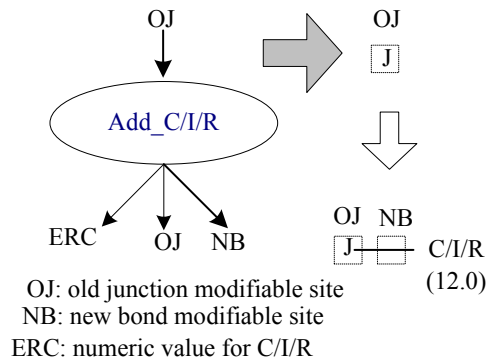 OJ
OJ
J
Add_C/I/R
OJ NB
ERC OJ NB
J C/I/R
(12.0)
OJ: old junction modifiable site
NB: new bond modifiable site
ERC: numeric value for C/I/R